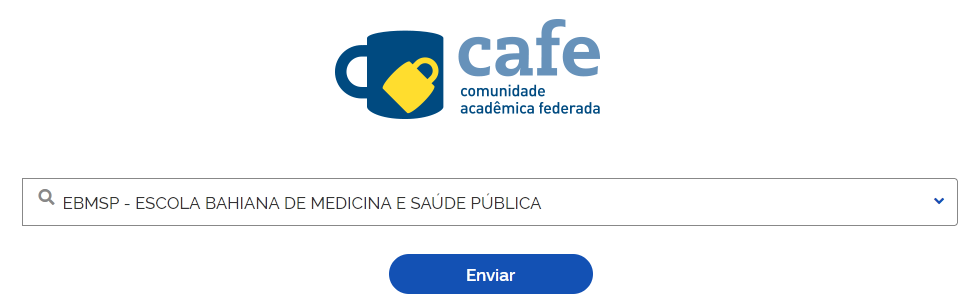 cafe
comunidade
acadêmica federada
EBMSP - ESCOLA BAHIANA DE MEDICINA E SAÚDE PÚBLICA
Enviar